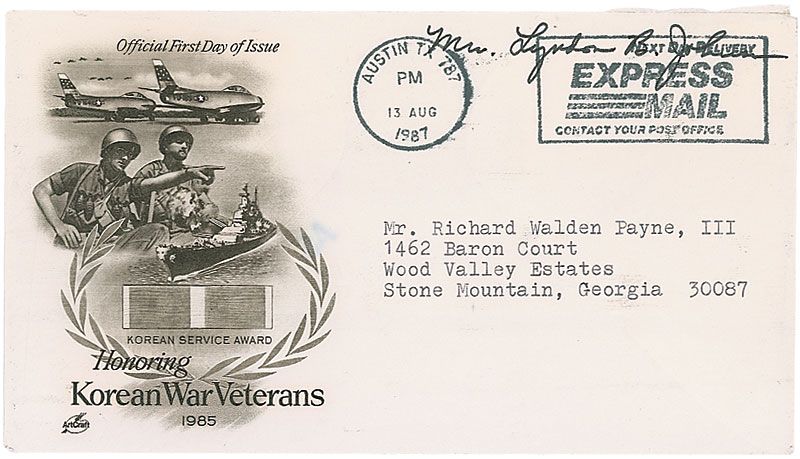 Official First Day of Issue
AUSTIN TX 787
PM
13 AUG
1987
Mrs. Lyndon B. Johnson
NEXT DAY DELIVERY
EXPRESS
MAIL
CONTACT YOUR POST OFFICE
Mr. Richard Walden Payne, III
1462 Baron Court
Wood Valley Estates
Stone Mountain, Georgia 30087
KOREAN SERVICE AWARD
Honoring
Korean War Veterans
1985
ArtCraft